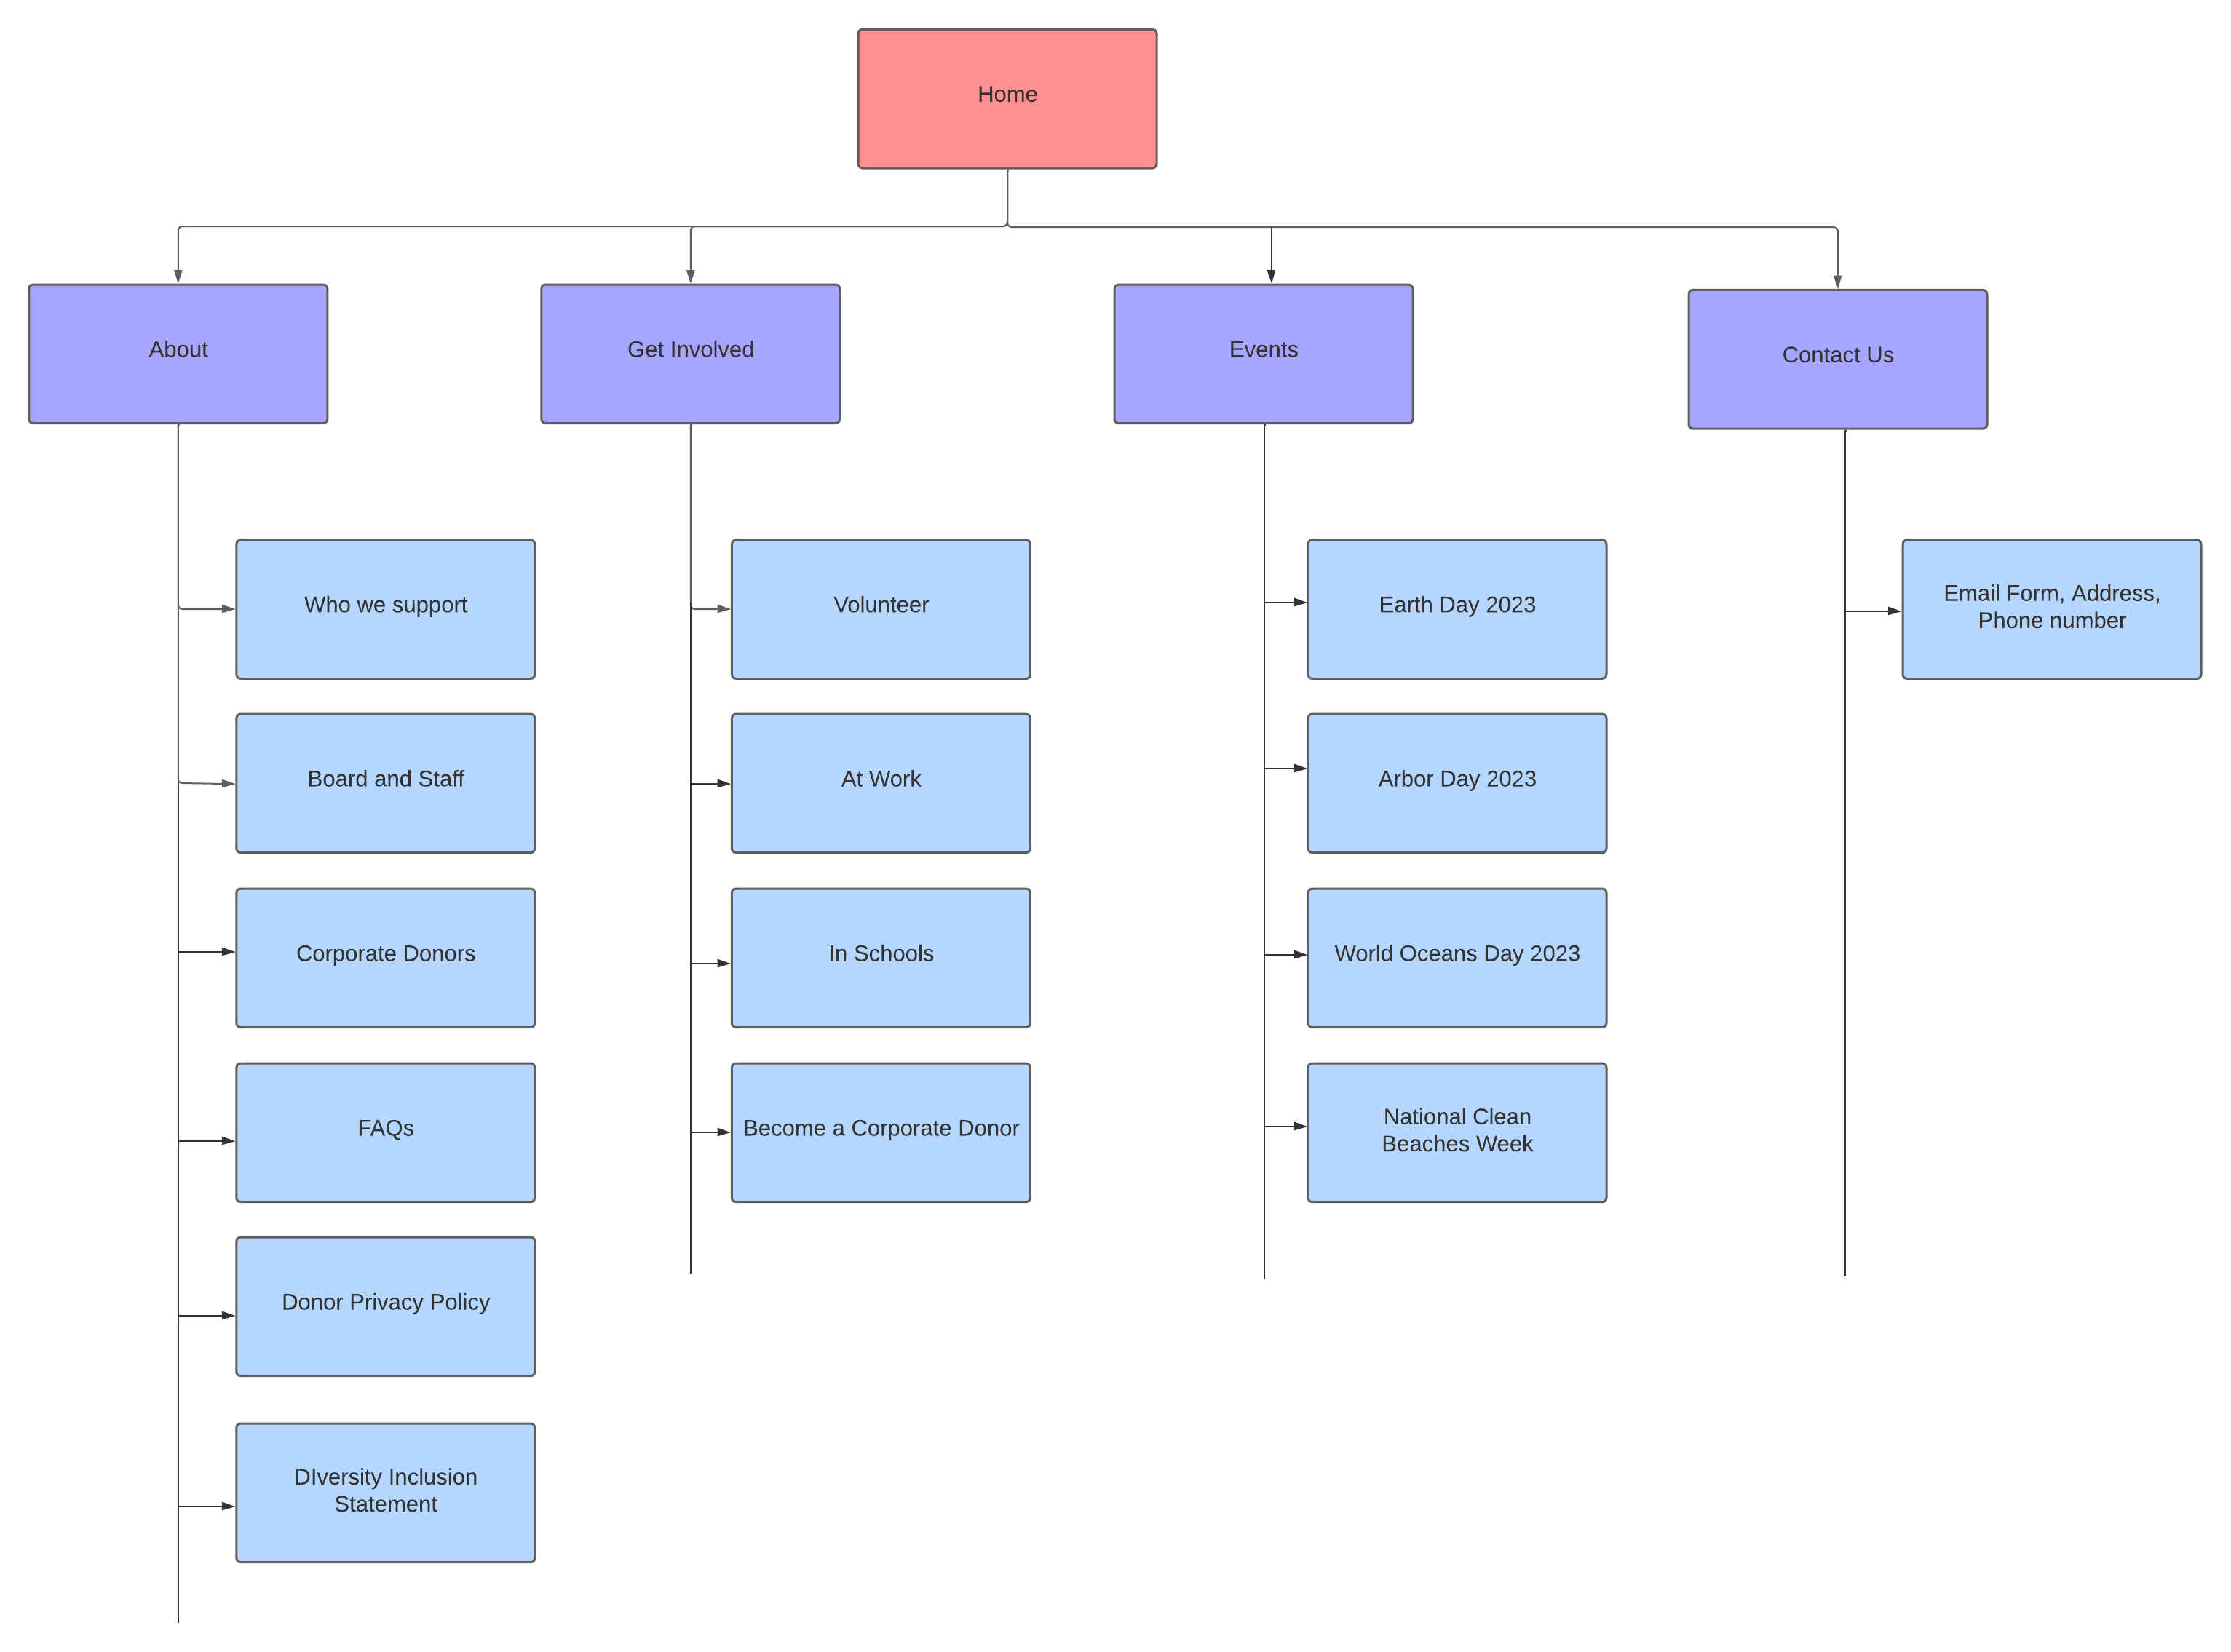 Home
About
Get Involved
Events
Contact Us
Who we support
Volunteer
Earth Day 2023
Email Form, Address,
Phone number
Board and Staff
At Work
Arbor Day 2023
Corporate Donors
In Schools
World Oceans Day 2023
FAQs
Become a Corporate Donor
National Clean
Beaches Week
Donor Privacy Policy
DIversity Inclusion
Statement